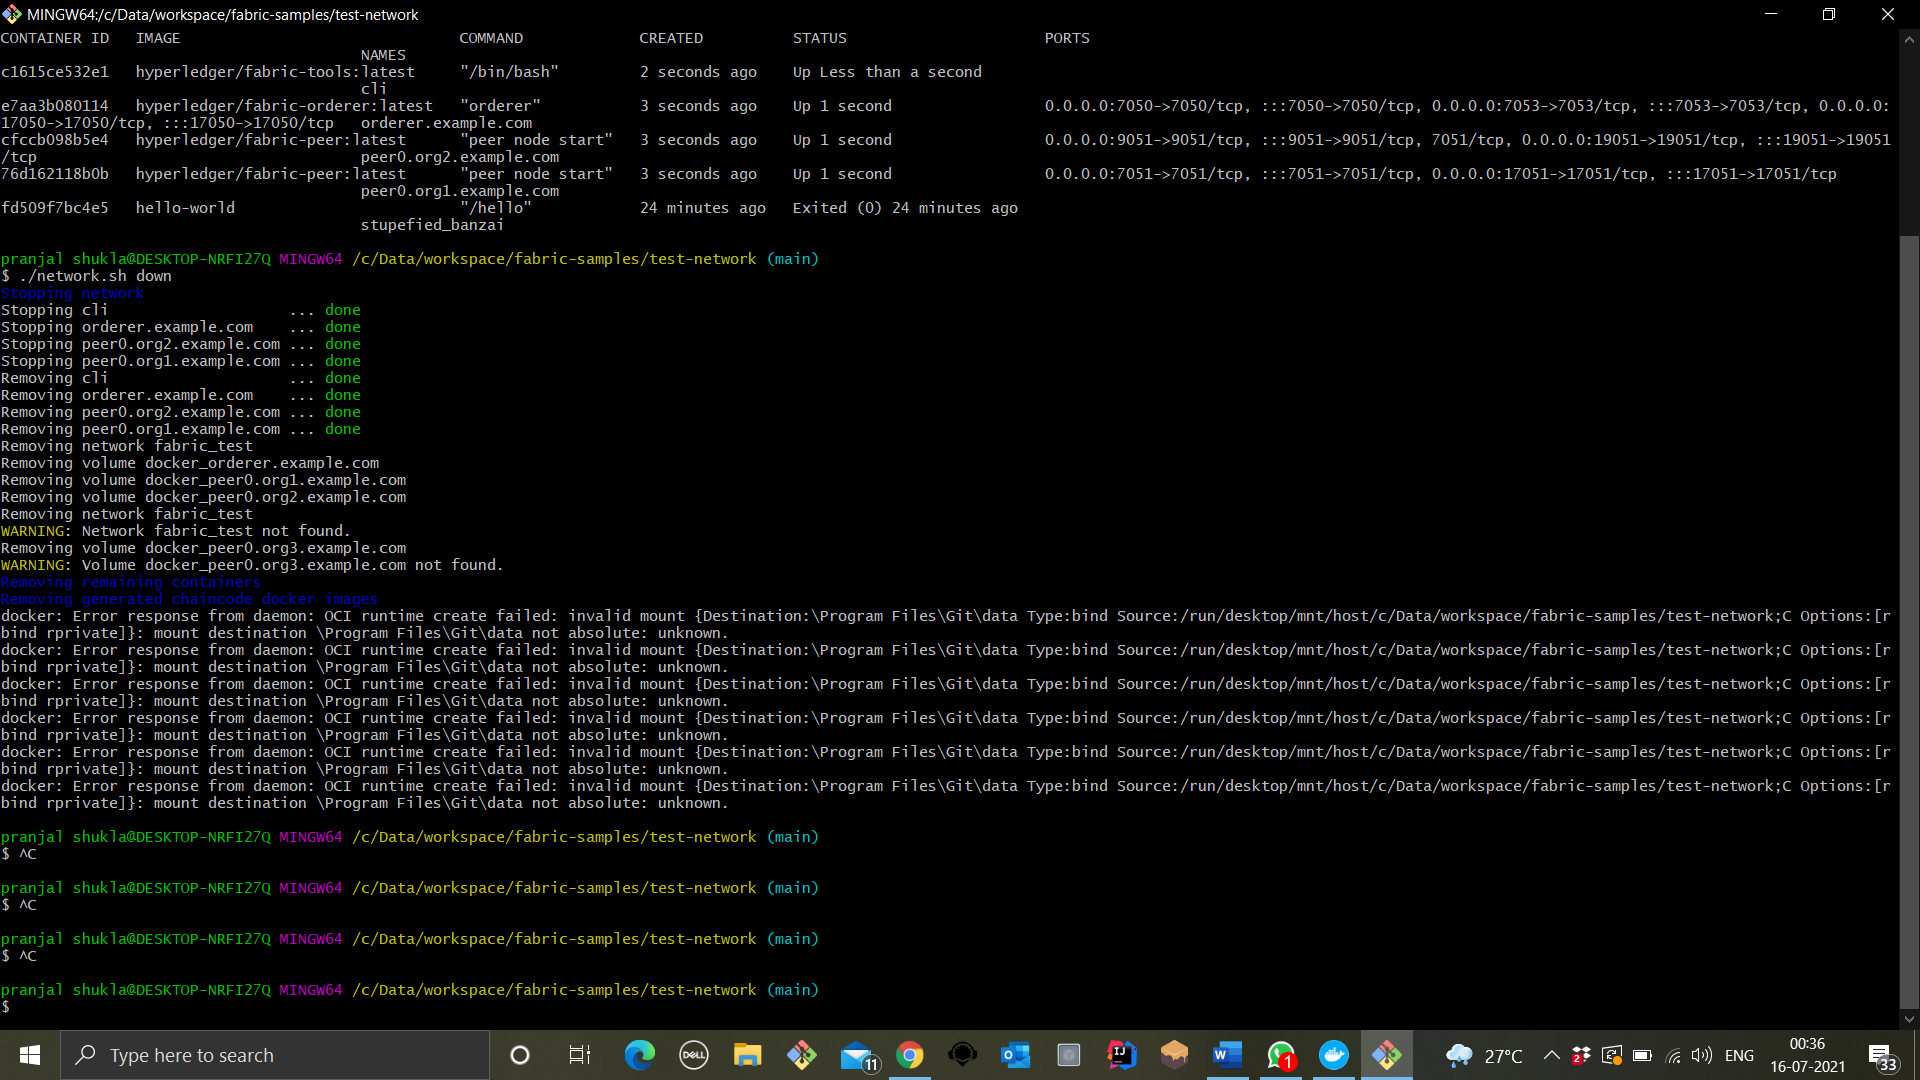 MINGW64:/c/Data/workspace/fabric-samples/test-network
CONTAINER ID   IMAGE                               COMMAND             CREATED          STATUS                      PORTS
                                        NAMES
c1615ce532e1   hyperledger/fabric-tools:latest     "/bin/bash"         2 seconds ago    Up Less than a second
                                        cli
e7aa3b080114   hyperledger/fabric-orderer:latest   "orderer"           3 seconds ago    Up 1 second                 0.0.0.0:7050->7050/tcp, :::7050->7050/tcp, 0.0.0.0:7053->7053/tcp, :::7053->7053/tcp, 0.0.0.0:
17050->17050/tcp, :::17050->17050/tcp   orderer.example.com
cfccb098b5e4   hyperledger/fabric-peer:latest      "peer node start"   3 seconds ago    Up 1 second                 0.0.0.0:9051->9051/tcp, :::9051->9051/tcp, 7051/tcp, 0.0.0.0:19051->19051/tcp, :::19051->19051
/tcp                                    peer0.org2.example.com
76d162118b0b   hyperledger/fabric-peer:latest      "peer node start"   3 seconds ago    Up 1 second                 0.0.0.0:7051->7051/tcp, :::7051->7051/tcp, 0.0.0.0:17051->17051/tcp, :::17051->17051/tcp
                                        peer0.org1.example.com
fd509f7bc4e5   hello-world                         "/hello"            24 minutes ago   Exited (0) 24 minutes ago
                                        stupefied_banzai
pranjal shukla@DESKTOP-NRFI27Q MINGW64 /c/Data/workspace/fabric-samples/test-network (main)
$ ./network.sh down
Stopping network
Stopping cli                    ... done
Stopping orderer.example.com    ... done
Stopping peer0.org2.example.com ... done
Stopping peer0.org1.example.com ... done
Removing cli                    ... done
Removing orderer.example.com    ... done
Removing peer0.org2.example.com ... done
Removing peer0.org1.example.com ... done
Removing network fabric_test
Removing volume docker_orderer.example.com
Removing volume docker_peer0.org1.example.com
Removing volume docker_peer0.org2.example.com
Removing network fabric_test
WARNING: Network fabric_test not found.
Removing volume docker_peer0.org3.example.com
WARNING: Volume docker_peer0.org3.example.com not found.
Removing remaining containers
Removing generated chaincode docker images
docker: Error response from daemon: OCI runtime create failed: invalid mount {Destination:\Program Files\Git\data Type:bind Source:/run/desktop/mnt/host/c/Data/workspace/fabric-samples/test-network;C Options:[r
bind rprivate]}: mount destination \Program Files\Git\data not absolute: unknown.
docker: Error response from daemon: OCI runtime create failed: invalid mount {Destination:\Program Files\Git\data Type:bind Source:/run/desktop/mnt/host/c/Data/workspace/fabric-samples/test-network;C Options:[r
bind rprivate]}: mount destination \Program Files\Git\data not absolute: unknown.
docker: Error response from daemon: OCI runtime create failed: invalid mount {Destination:\Program Files\Git\data Type:bind Source:/run/desktop/mnt/host/c/Data/workspace/fabric-samples/test-network;C Options:[r
bind rprivate]}: mount destination \Program Files\Git\data not absolute: unknown.
docker: Error response from daemon: OCI runtime create failed: invalid mount {Destination:\Program Files\Git\data Type:bind Source:/run/desktop/mnt/host/c/Data/workspace/fabric-samples/test-network;C Options:[r
bind rprivate]}: mount destination \Program Files\Git\data not absolute: unknown.
docker: Error response from daemon: OCI runtime create failed: invalid mount {Destination:\Program Files\Git\data Type:bind Source:/run/desktop/mnt/host/c/Data/workspace/fabric-samples/test-network;C Options:[r
bind rprivate]}: mount destination \Program Files\Git\data not absolute: unknown.
docker: Error response from daemon: OCI runtime create failed: invalid mount {Destination:\Program Files\Git\data Type:bind Source:/run/desktop/mnt/host/c/Data/workspace/fabric-samples/test-network;C Options:[r
bind rprivate]}: mount destination \Program Files\Git\data not absolute: unknown.
pranjal shukla@DESKTOP-NRFI27Q MINGW64 /c/Data/workspace/fabric-samples/test-network (main)
$ ^C
pranjal shukla@DESKTOP-NRFI27Q MINGW64 /c/Data/workspace/fabric-samples/test-network (main)
$ ^C
pranjal shukla@DESKTOP-NRFI27Q MINGW64 /c/Data/workspace/fabric-samples/test-network (main)
$ ^C
pranjal shukla@DESKTOP-NRFI27Q MINGW64 /c/Data/workspace/fabric-samples/test-network (main)
$
Type here to search
DELL
11
O
IJ
W
1
27°C
2
ENG
00:36
16-07-2021
33